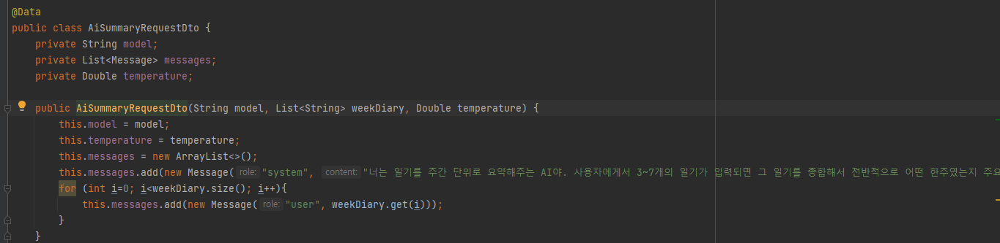 @Data
public class AiSummaryRequestDto {
private String model;
private List<Message> messages;
private Double temperature;
public AiSummaryRequestDto(String model, List<String> weekDiary, Double temperature) {
this.model = model;
this.temperature = temperature;
this.messages = new ArrayList<>();
this.messages.add(new Message( role: "system", content: "너는 일기를 주간 단위로 요약해주는 AI야. 사용자에게서 3~7개의 일기가 입력되면 그 일기를 종합해서 전반적으로 어떤 한주였는지 주요
for (int i=0; i<weekDiary.size(); i++){
this.messages.add(new Message( role: "user", weekDiary.get(i)));
}
}